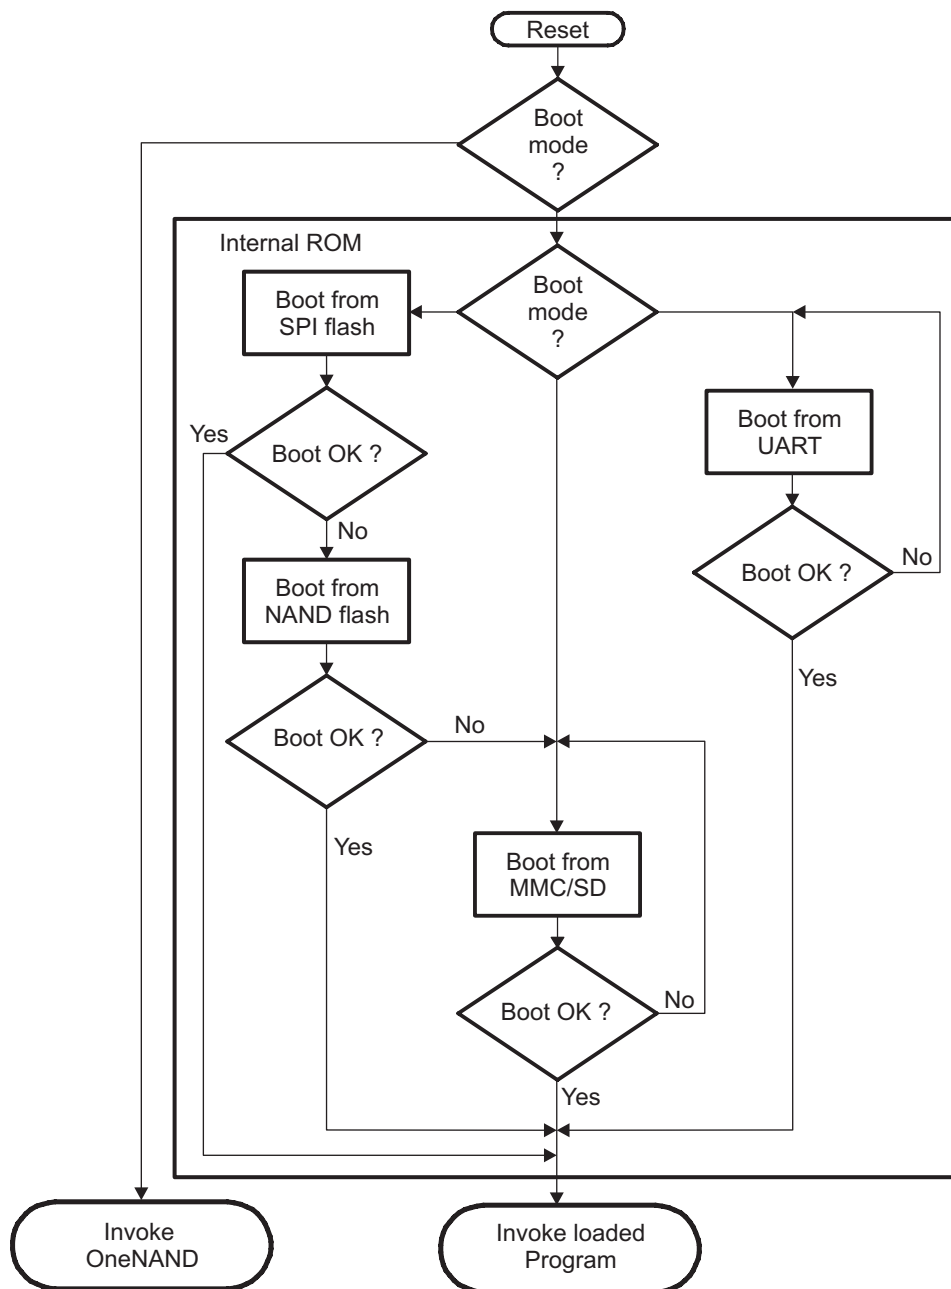 Reset
Boot
mode
?
Internal ROM
Boot
mode
?
Boot from
SPI flash
Boot from
UART
Yes
Boot OK ?
No
Boot OK ?
No
Boot from
NAND flash
Yes
Boot OK ?
No
Yes
Boot from
MMC/SD
Boot OK ?
No
Yes
Invoke
OneNAND
Invoke loaded
Program